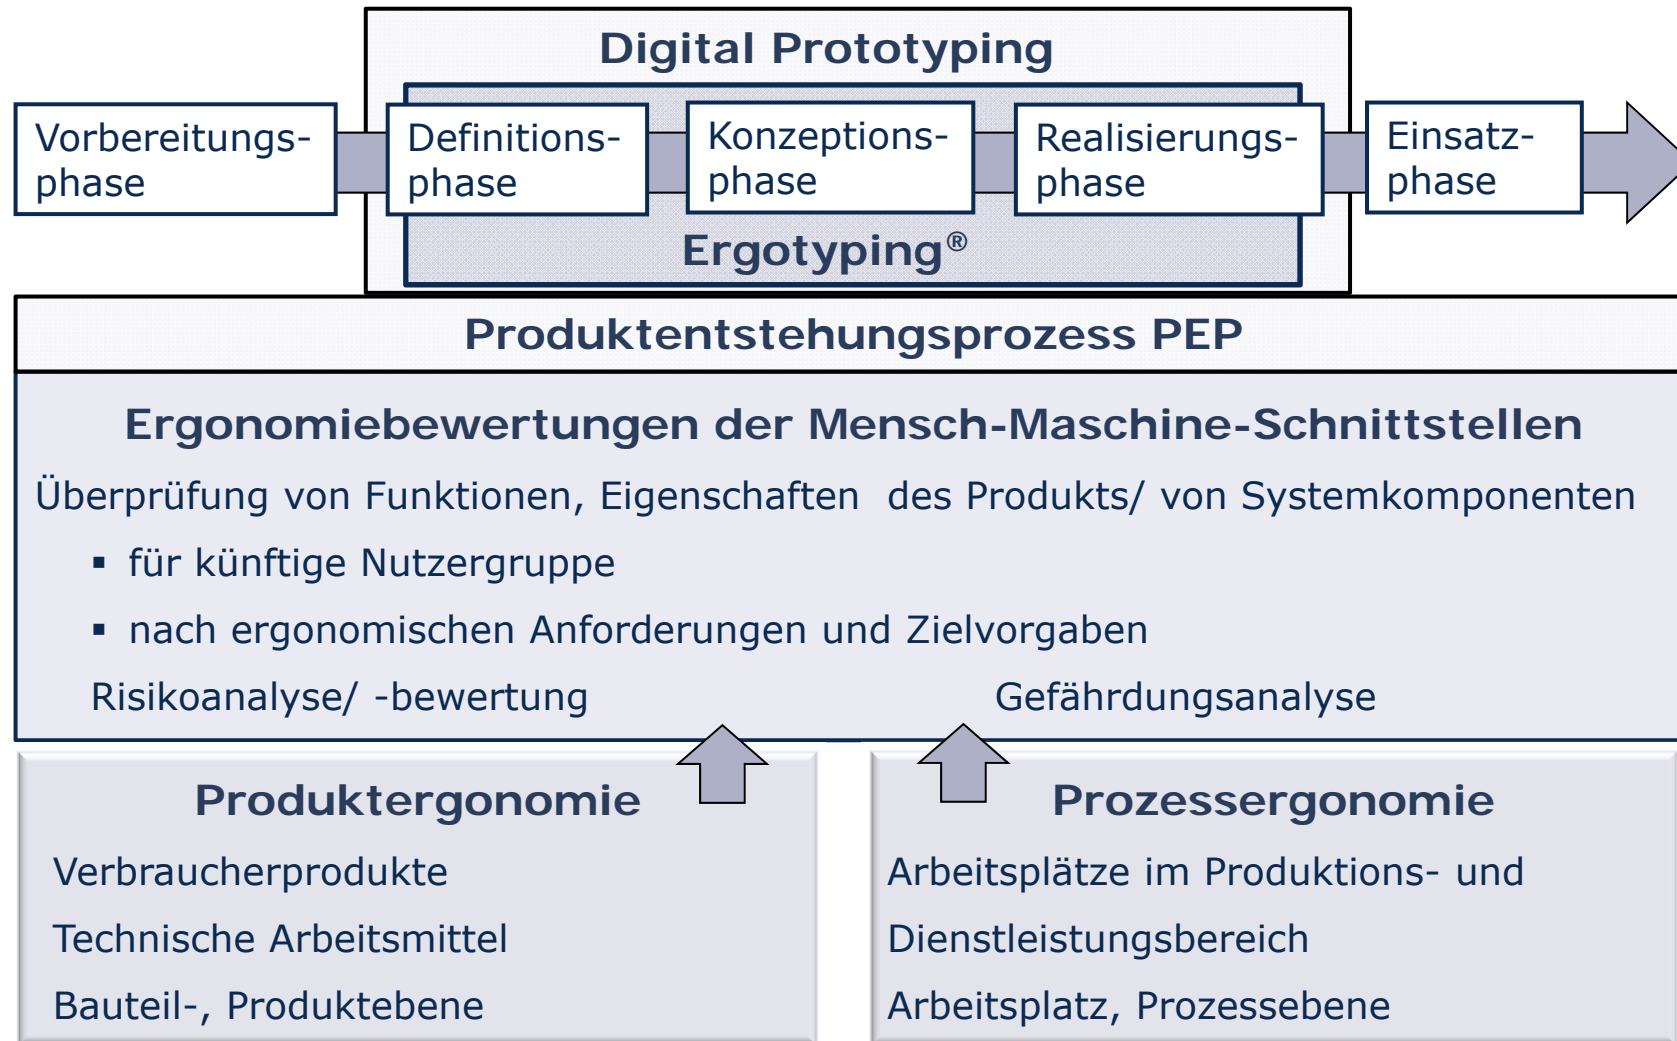 Digital Prototyping
Vorbereitungs-
phase
Definitions-
phase
Konzeptions-
phase
Realisierungs-
phase
Einsatz-
phase
Ergotyping®
Produktentstehungsprozess PEP
Ergonomiebewertungen der Mensch-Maschine-Schnittstellen
Überprüfung von Funktionen, Eigenschaften des Produkts/ von Systemkomponenten
▪ für künftige Nutzergruppe
▪ nach ergonomischen Anforderungen und Zielvorgaben
Risikoanalyse/ -bewertung
Gefährdungsanalyse
Produktergonomie
Verbraucherprodukte
Technische Arbeitsmittel
Bauteil-, Produktebene
Prozessergonomie
Arbeitsplätze im Produktions- und
Dienstleistungsbereich
Arbeitsplatz, Prozessebene